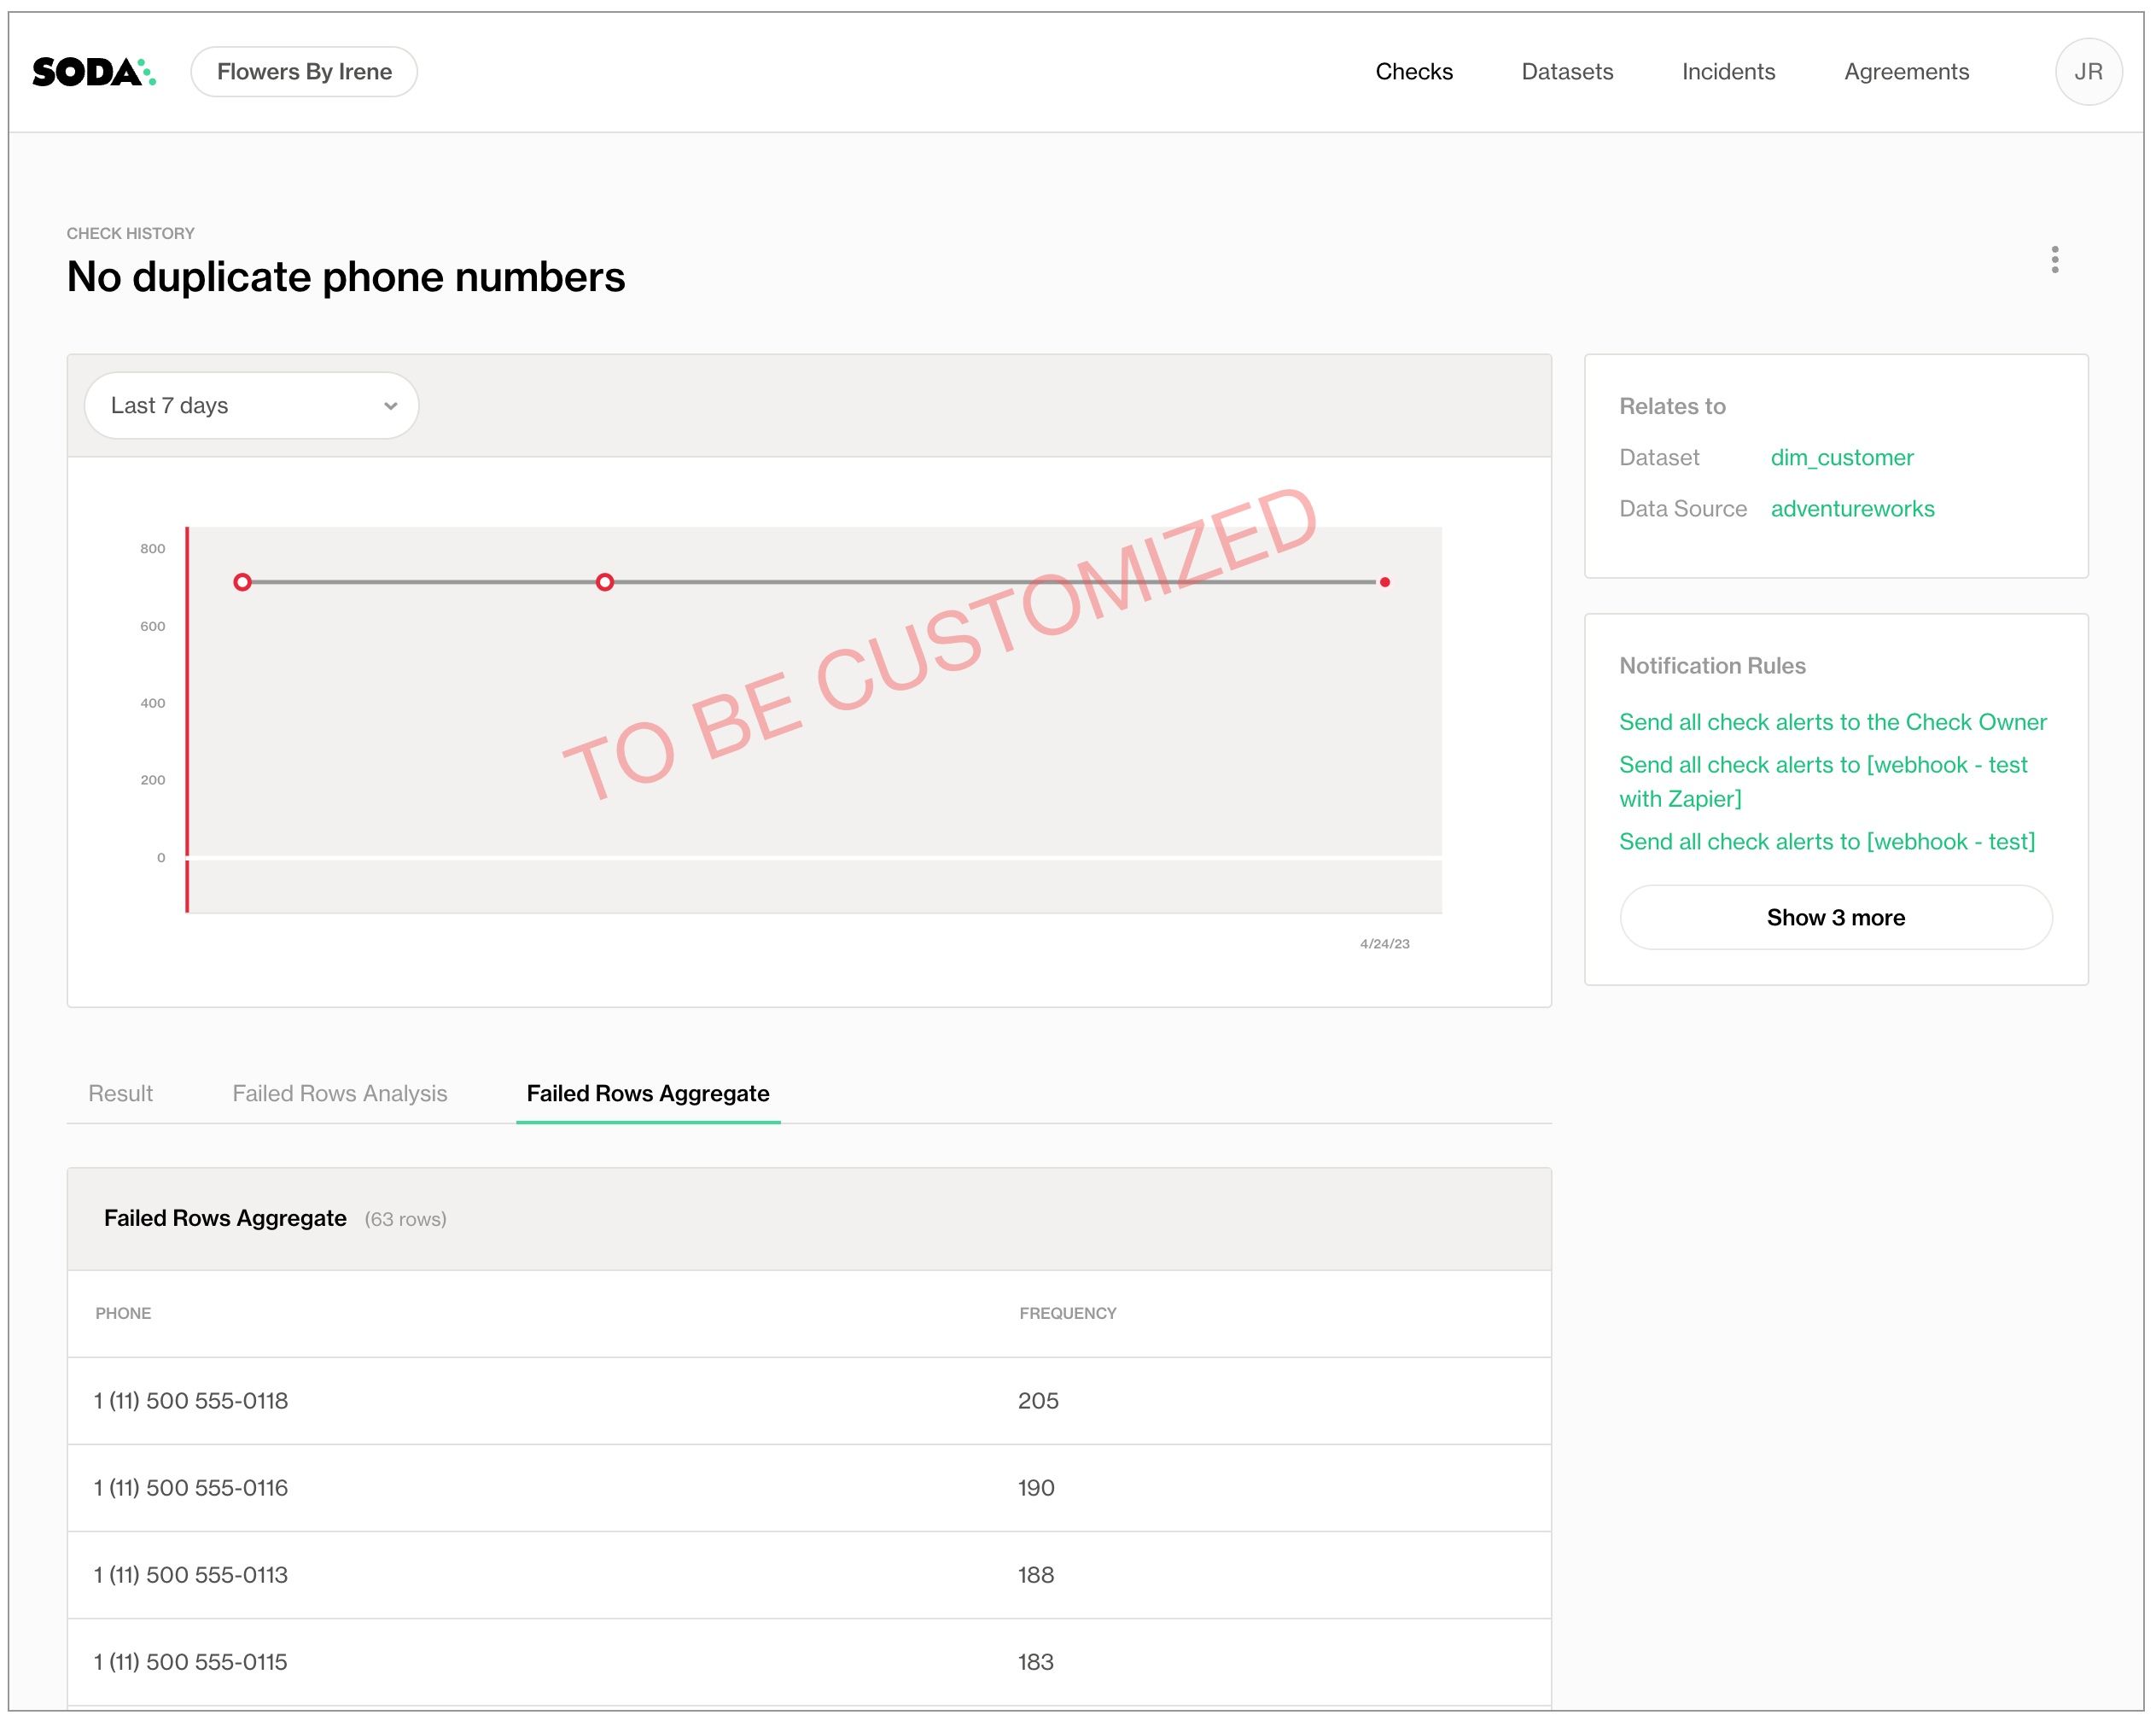 SODA
Flowers By Irene
Checks
Datasets
Incidents
Agreements
JR
CHECK HISTORY
No duplicate phone numbers
Last 7 days
800
600
400
200
0
4/24/23
TO BE CUSTOMIZED
Relates to
Dataset dim_customer
Data Source adventureworks
Notification Rules
Send all check alerts to the Check Owner
Send all check alerts to [webhook - test
with Zapier]
Send all check alerts to [webhook - test]
Show 3 more
Result
Failed Rows Analysis
Failed Rows Aggregate
Failed Rows Aggregate (63 rows)
PHONE FREQUENCY
1 (11) 500 555-0118 205
1 (11) 500 555-0116 190
1 (11) 500 555-0113 188
1 (11) 500 555-0115 183